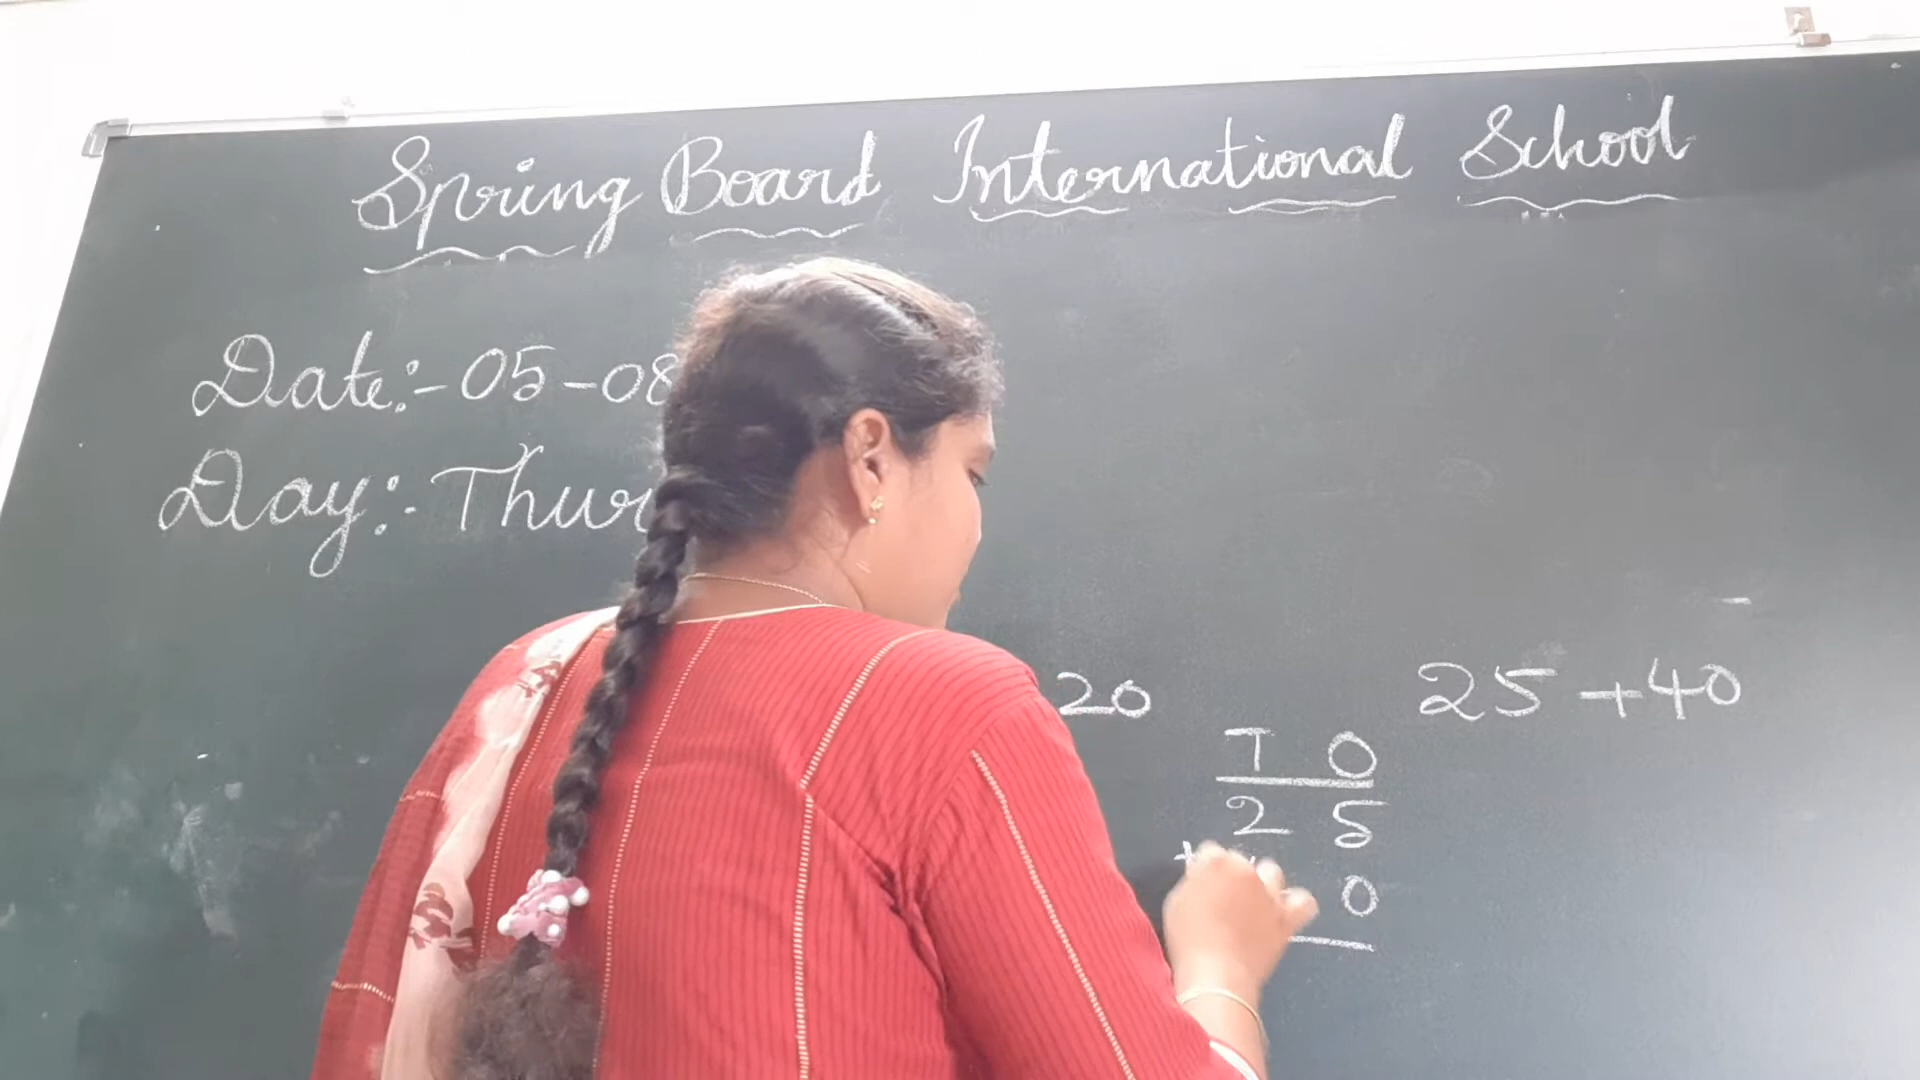 Spring Board International School
Date:-05-08
Day:-Thur
20
25+40
T O
2 5
+ 0